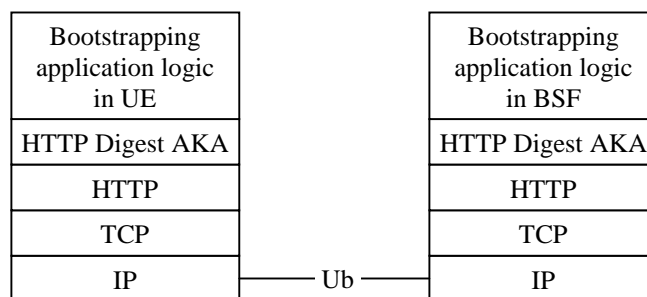 Bootstrapping
application logic
in UE
HTTP Digest AKA
HTTP
TCP
IP
Ub
Bootstrapping
application logic
in BSF
HTTP Digest AKA
HTTP
TCP
IP